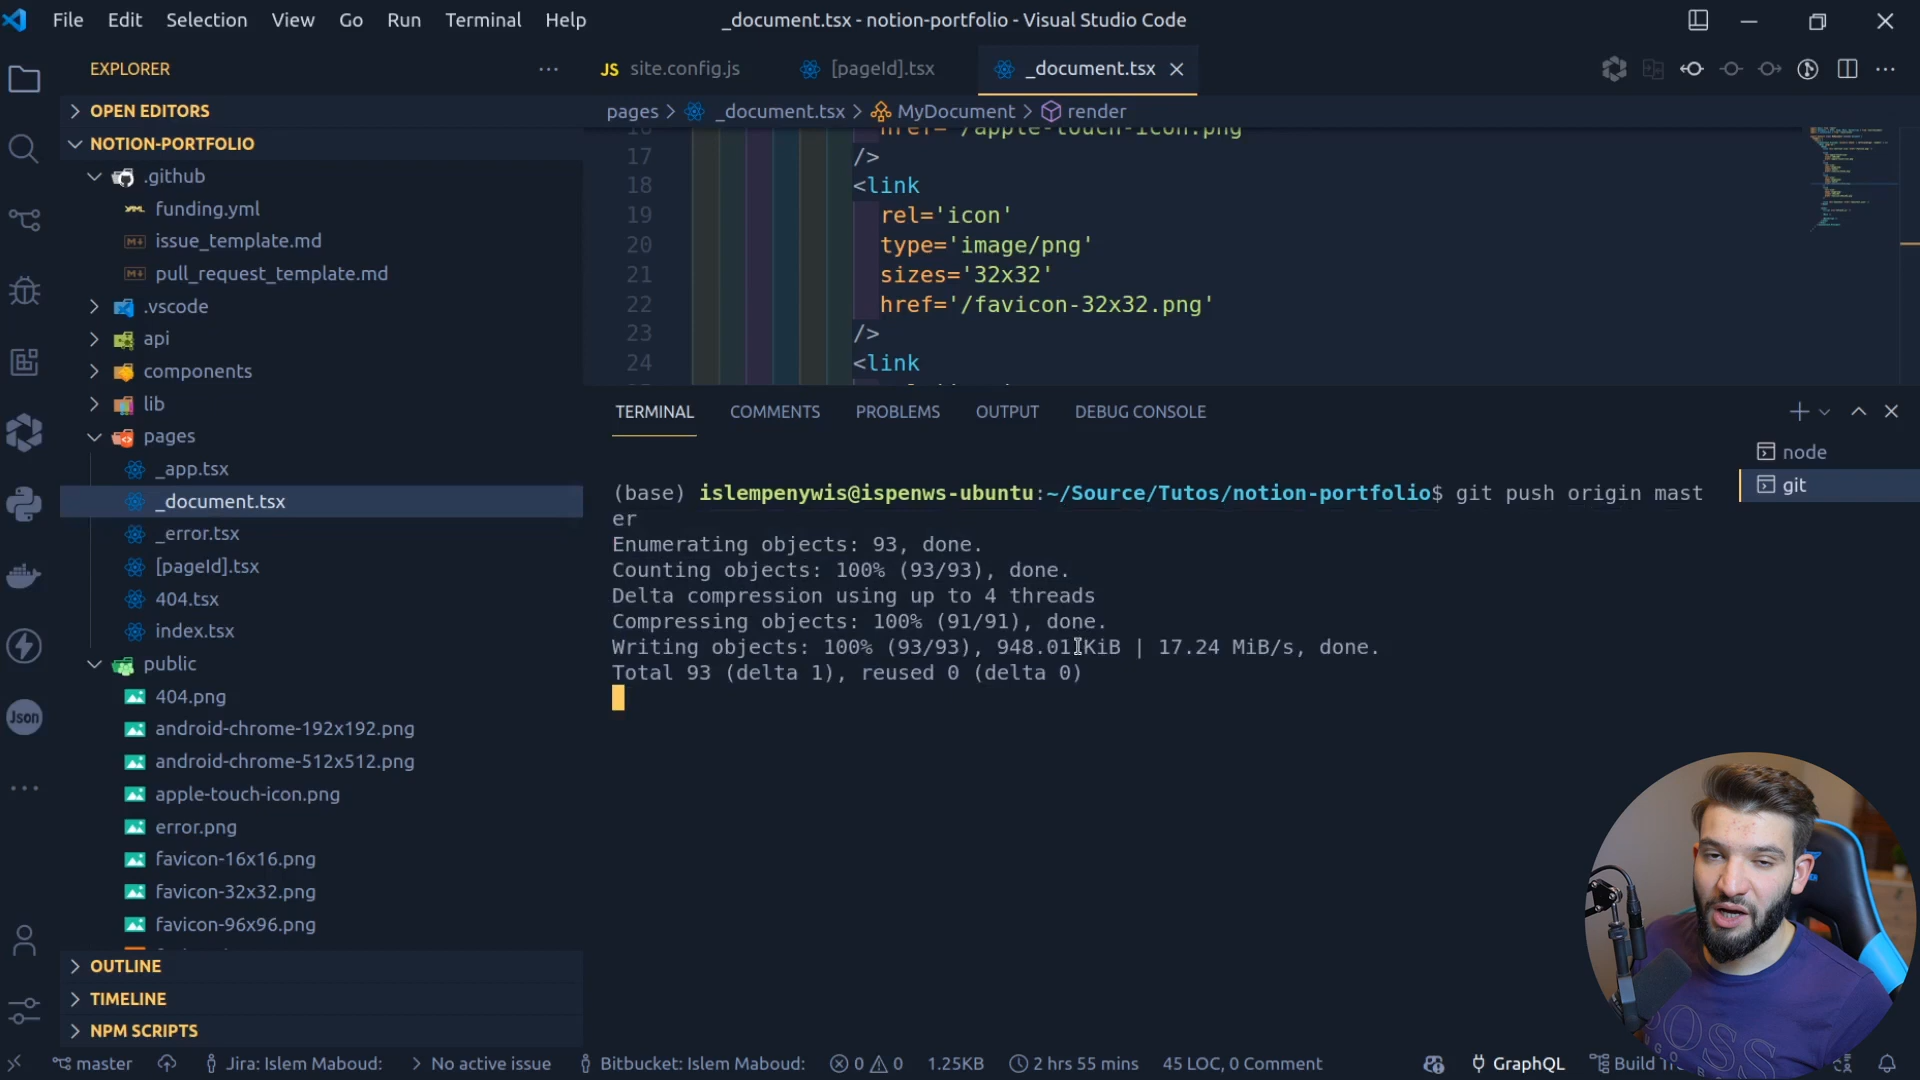 File Edit Selection View Go Run Terminal Help
_document.tsx - notion-portfolio - Visual Studio Code
EXPLORER
OPEN EDITORS
NOTION-PORTFOLIO
.github
funding.yml
issue_template.md
pull_request_template.md
.vscode
api
components
lib
pages
_app.tsx
_document.tsx
_error.tsx
[pageId].tsx
404.tsx
index.tsx
public
404.png
android-chrome-192x192.png
android-chrome-512x512.png
apple-touch-icon.png
error.png
favicon-16x16.png
favicon-32x32.png
favicon-96x96.png
OUTLINE
TIMELINE
NPM SCRIPTS
Json
JS site.config.js [pageId].tsx _document.tsx
pages > _document.tsx > MyDocument > render
16 href='/apple-touch-icon.png
17 />
18 <link
19 rel='icon'
20 type='image/png'
21 sizes='32x32'
22 href='/favicon-32x32.png'
23 />
24 <link
TERMINAL COMMENTS PROBLEMS OUTPUT DEBUG CONSOLE
node
git
(base) islempenywis@ispenws-ubuntu:~/Source/Tutos/notion-portfolio$ git push origin mast
er
Enumerating objects: 93, done.
Counting objects: 100% (93/93), done.
Delta compression using up to 4 threads
Compressing objects: 100% (91/91), done.
Writing objects: 100% (93/93), 948.01 KiB | 17.24 MiB/s, done.
Total 93 (delta 1), reused 0 (delta 0)
master Jira: Islem Maboud: > No active issue Bitbucket: Islem Maboud: 0 0 1.25KB 2 hrs 55 mins 45 LOC, 0 Comment GraphQL Build